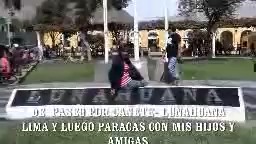 LUNAHUANA
DE PASEO POR CAÑETE- LUNAHUANA
LIMA Y LUEGO PARACAS CON MIS HIJOS Y
AMIGAS